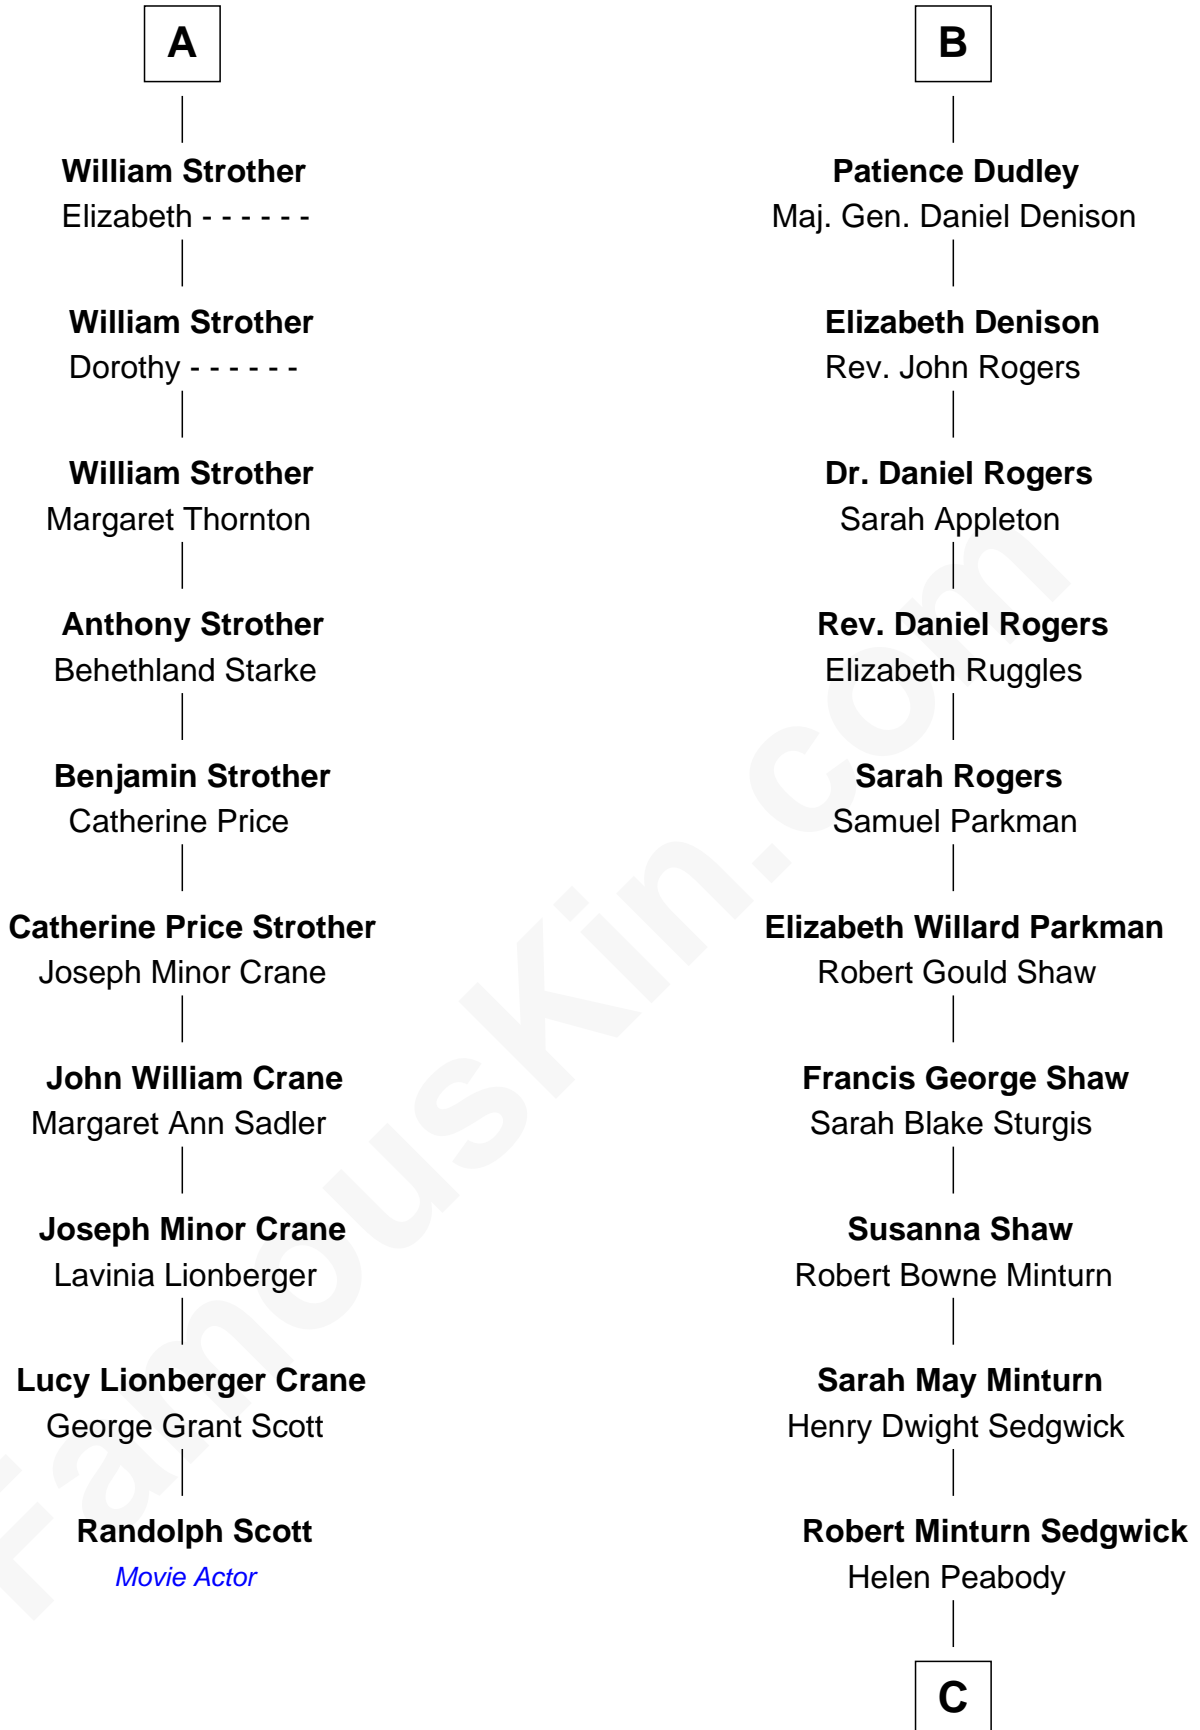 A
William Strother
Elizabeth - - - - - -
William Strother
Dorothy - - - - - -
William Strother
Margaret Thornton
Anthony Strother
Behethland Starke
Benjamin Strother
Catherine Price
Catherine Price Strother
Joseph Minor Crane
John William Crane
Margaret Ann Sadler
Joseph Minor Crane
Lavinia Lionberger
Lucy Lionberger Crane
George Grant Scott
Randolph Scott
Movie Actor
B
Patience Dudley
Maj. Gen. Daniel Denison
Elizabeth Denison
Rev. John Rogers
Dr. Daniel Rogers
Sarah Appleton
Rev. Daniel Rogers
Elizabeth Ruggles
Sarah Rogers
Samuel Parkman
Elizabeth Willard Parkman
Robert Gould Shaw
Francis George Shaw
Sarah Blake Sturgis
Susanna Shaw
Robert Bowne Minturn
Sarah May Minturn
Henry Dwight Sedgwick
Robert Minturn Sedgwick
Helen Peabody
C
FamousKin.com